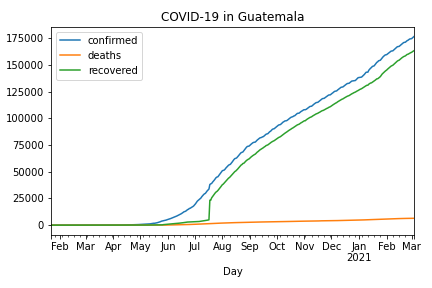 COVID-19 in Guatemala
confirmed
deaths
recovered
175000
150000
125000
100000
75000
50000
25000
0
Feb Mar Apr May Jun Jul Aug Sep Oct Nov Dec Jan Feb Mar
2021
Day